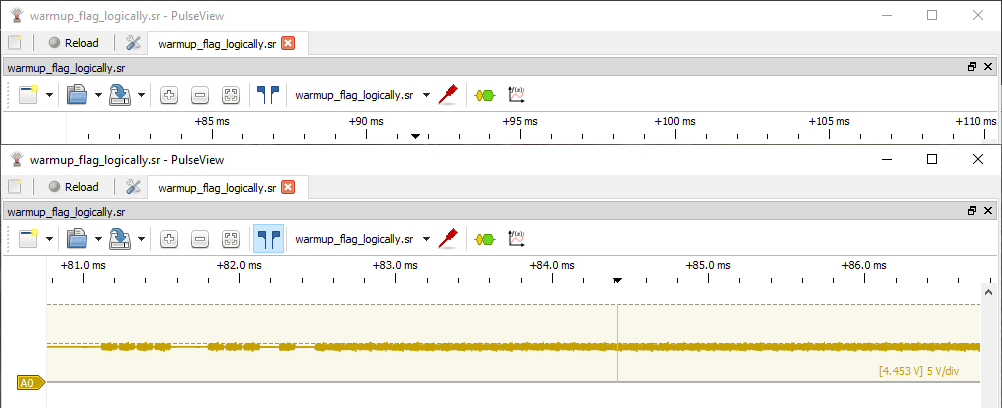 warmup_flag_logically.sr - PulseView
Reload warmup_flag_logically.sr
warmup_flag_logically.sr
warmup_flag_logically.sr f(x)
+85 ms +90 ms +95 ms +100 ms +105 ms +110 ms
warmup_flag_logically.sr - PulseView
Reload warmup_flag_logically.sr
warmup_flag_logically.sr
warmup_flag_logically.sr f(x)
+81.0 ms +82.0 ms +83.0 ms +84.0 ms +85.0 ms +86.0 ms
[4.453 V] 5 V/div
A0